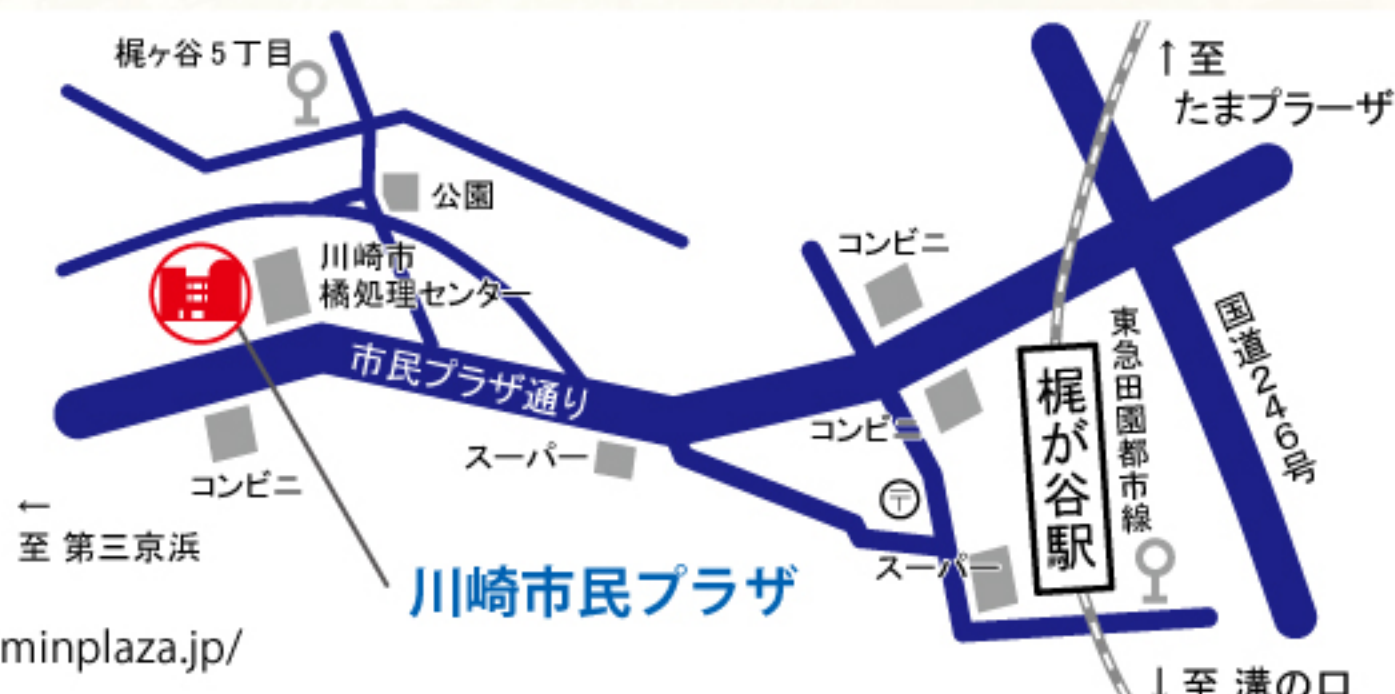 梶ヶ谷5丁目
↑至
たまプラーザ
公園
コンビニ
川崎市
橘処理センター
東急田園都市線
国道246号
市民プラザ通り
梶が谷駅
コンビニ
スーパー
コンビニ
〒
←
至 第三京浜
スーパー
川崎市民プラザ
minplaza.jp/
↓至 溝の口